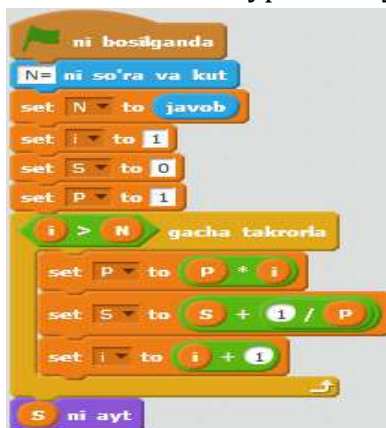 ni bosilganda
N= ni so'ra va kut
set N to javob
set i to 1
set S to 0
set P to 1
i > N gacha takrorla
set P to P * i
set S to S + 1 / P
set i to i + 1
S ni ayt